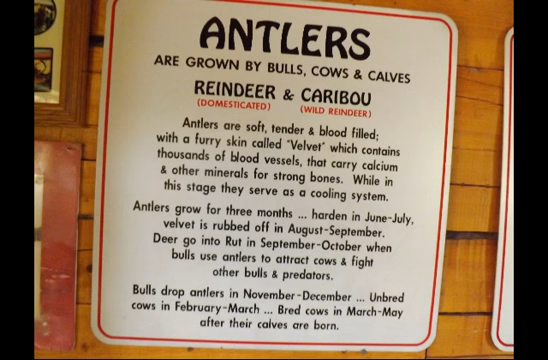 ANTLERS
ARE GROWN BY BULLS, COWS & CALVES
REINDEER & CARIBOU
(DOMESTICATED) (WILD REINDEER)
Antlers are soft, tender & blood filled;
with a furry skin called "Velvet" which contains
thousands of blood vessels, that carry calcium
& other minerals for strong bones. While in
this stage they serve as a cooling system.
Antlers grow for three months ... harden in June-July,
velvet is rubbed off in August-September.
Deer go into Rut in September-October when
bulls use antlers to attract cows & fight
other bulls & predators.
Bulls drop antlers in November-December ... Unbred
cows in February-March ... Bred cows in March-May
after their calves are born.